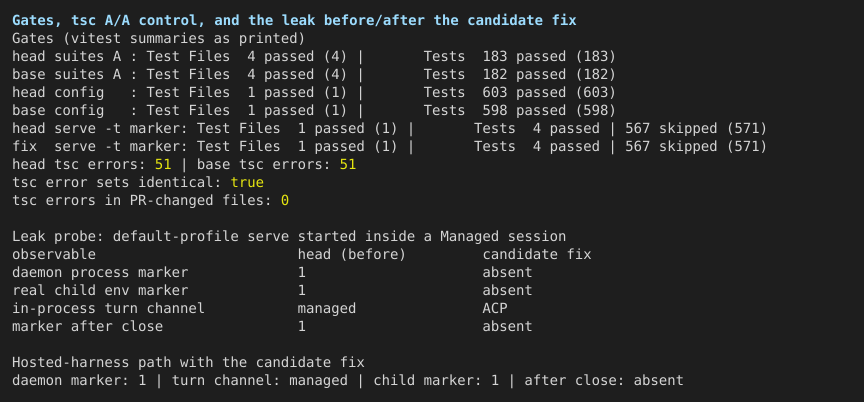 Gates, tsc A/A control, and the leak before/after the candidate fix
Gates (vitest summaries as printed)
head suites A : Test Files  4 passed (4) |       Tests  183 passed (183)
base suites A : Test Files  4 passed (4) |       Tests  182 passed (182)
head config   : Test Files  1 passed (1) |       Tests  603 passed (603)
base config   : Test Files  1 passed (1) |       Tests  598 passed (598)
head serve -t marker: Test Files  1 passed (1) |       Tests  4 passed | 567 skipped (571)
fix  serve -t marker: Test Files  1 passed (1) |       Tests  4 passed | 567 skipped (571)
head tsc errors: 51 | base tsc errors: 51
tsc error sets identical: true
tsc errors in PR-changed files: 0
Leak probe: default-profile serve started inside a Managed session
observable                         head (before)          candidate fix
daemon process marker              1                      absent
real child env marker              1                      absent
in-process turn channel            managed                ACP
marker after close                 1                      absent
Hosted-harness path with the candidate fix
daemon marker: 1 | turn channel: managed | child marker: 1 | after close: absent